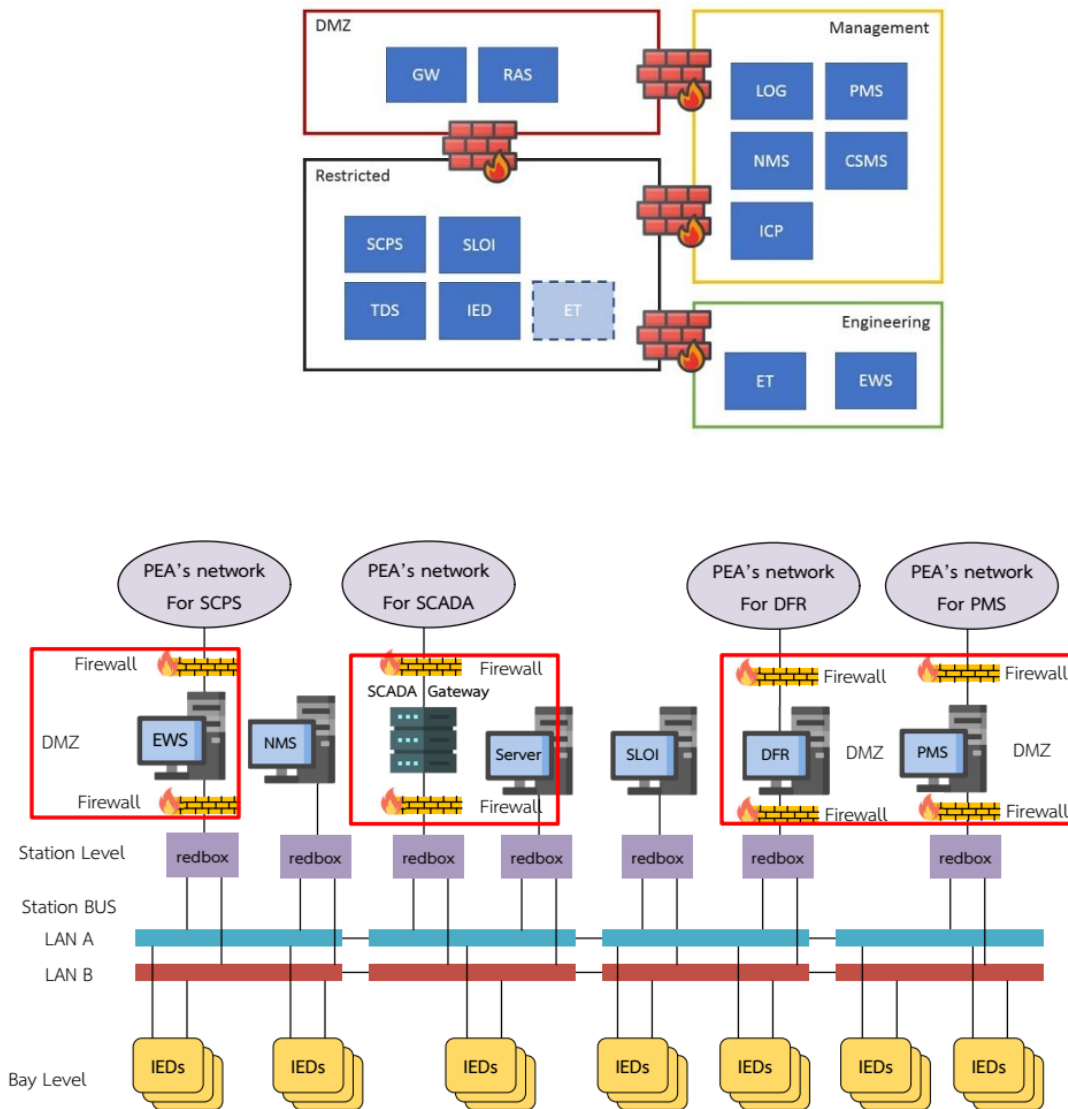 DMZ
Management
GW
RAS
LOG
PMS
NMS
CSMS
Restricted
SCPS
SLOI
ICP
TDS
IED
ET
Engineering
ET
EWS
PEA's network
For SCPS
PEA's network
For SCADA
PEA's network
For DFR
PEA's network
For PMS
Firewall
Firewall
Firewall
Firewall
SCADA Gateway
DMZ
EWS
NMS
Server
SLOI
DFR
DMZ
PMS
DMZ
Firewall
Firewall
Firewall
Firewall
Station Level
redbox
redbox
redbox
redbox
redbox
redbox
redbox
Station BUS
LAN A
LAN B
IEDs
IEDs
IEDs
IEDs
IEDs
IEDs
IEDs
Bay Level